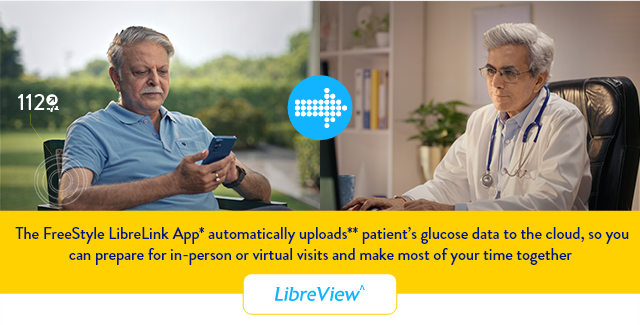 112
The FreeStyle LibreLink App* automatically uploads** patient's glucose data to the cloud, so you
can prepare for in-person or virtual visits and make most of your time together
LibreView^